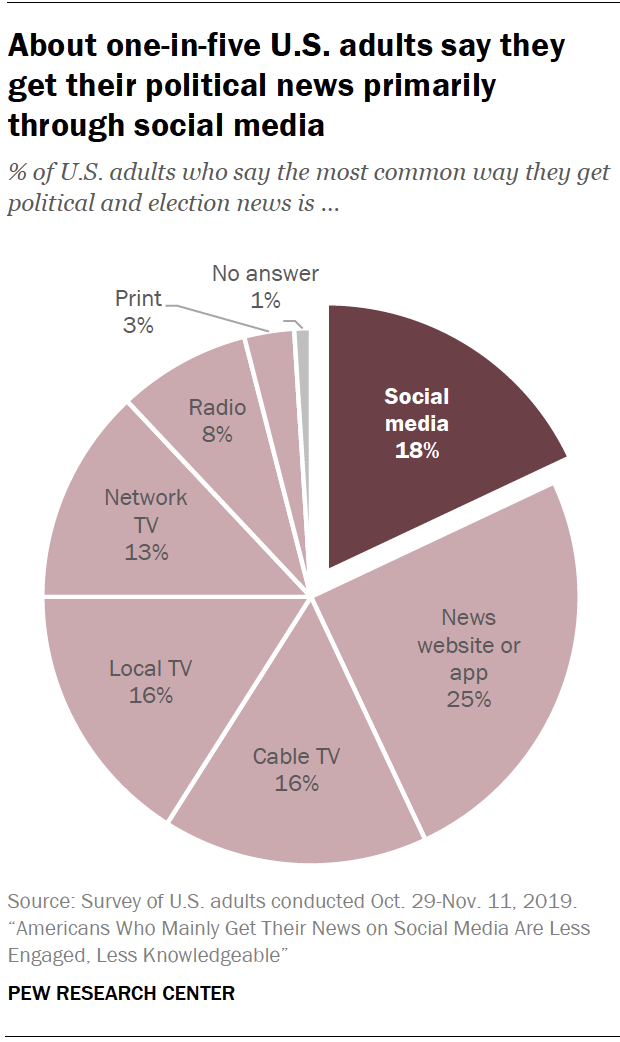 About one-in-five U.S. adults say they
get their political news primarily
through social media
% of U.S. adults who say the most common way they get
political and election news is ...
No answer
1%
Print
3%
Social
media
18%
Radio
8%
Network
TV
13%
News
website or
app
25%
Local TV
16%
Cable TV
16%
Source: Survey of U.S. adults conducted Oct. 29-Nov. 11, 2019.
“Americans Who Mainly Get Their News on Social Media Are Less
Engaged, Less Knowledgeable”
PEW RESEARCH CENTER